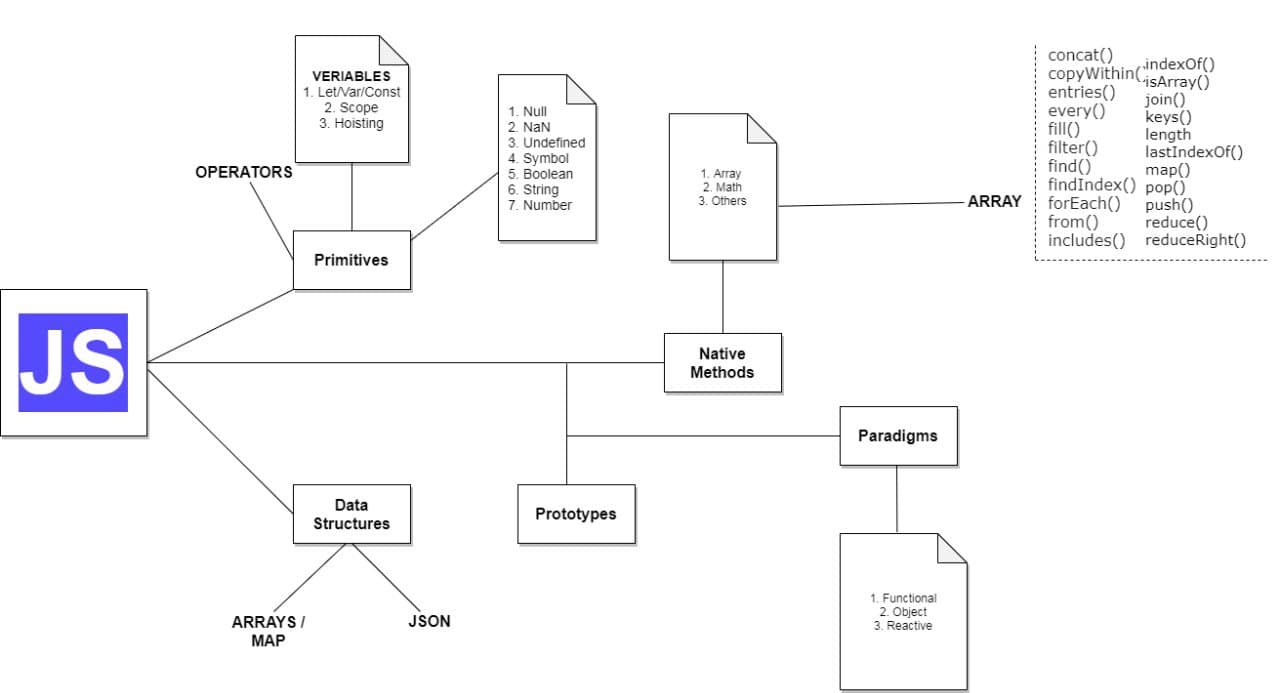 JS
OPERATORS
VERIABLES
1. Let/Var/Const
2. Scope
3. Hoisting
Primitives
1. Null
2. NaN
3. Undefined
4. Symbol
5. Boolean
6. String
7. Number
1. Array
2. Math
3. Others
ARRAY
concat()
copyWithin()
entries()
every()
fill()
filter()
find()
findIndex()
forEach()
from()
includes()
indexOf()
isArray()
join()
keys()
length
lastIndexOf()
map()
pop()
push()
reduce()
reduceRight()
Native
Methods
Paradigms
1. Functional
2. Object
3. Reactive
Prototypes
Data
Structures
ARRAYS /
MAP
JSON